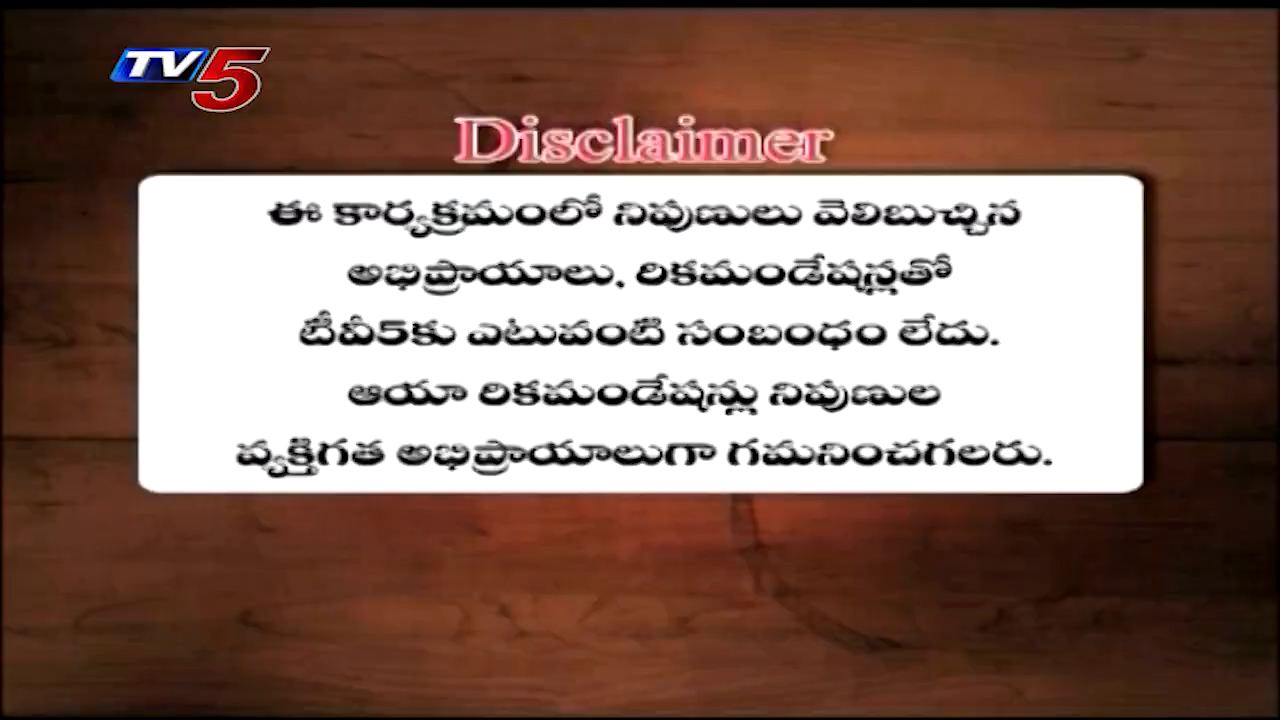 TV5
Disclaimer
ఈ కార్యక్రమంలో నిపుణులు వెలిబుచ్చిన
అభిప్రాయాలు, రికమండేషన్లతో
టీవీ5కు ఎటువంటి సంబంధం లేదు.
ఆయా రికమండేషన్లు నిపుణుల
వ్యక్తిగత అభిప్రాయాలుగా గమనించగలరు.